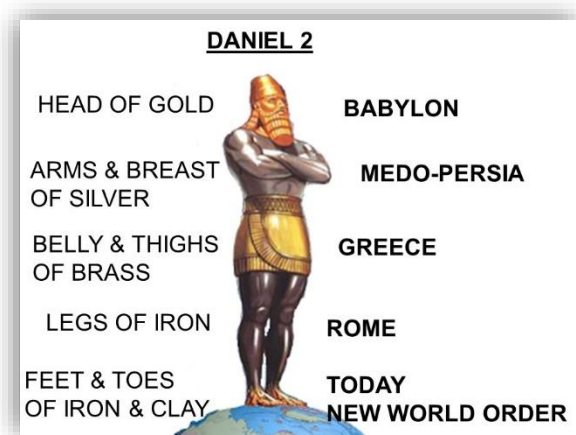 DANIEL 2
HEAD OF GOLD
BABYLON
ARMS & BREAST
OF SILVER
MEDO-PERSIA
BELLY & THIGHS
OF BRASS
GREECE
LEGS OF IRON
ROME
FEET & TOES
OF IRON & CLAY
TODAY
NEW WORLD ORDER